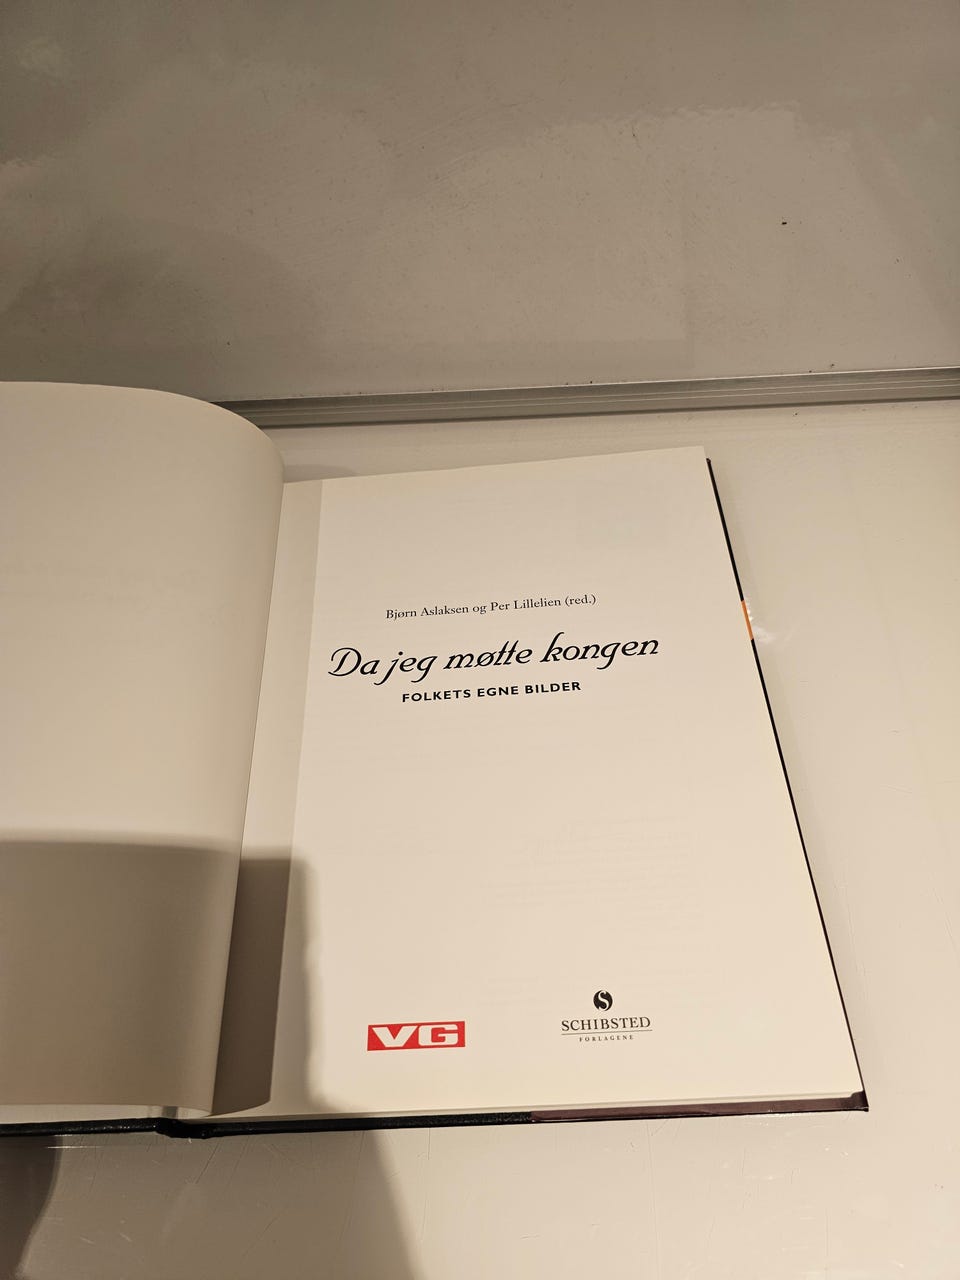 Bjørn Aslaksen og Per Lillelien (red.)
Da jeg møtte kongen
FOLKETS EGNE BILDER
VG
SCHIBSTED
FORLAGENE